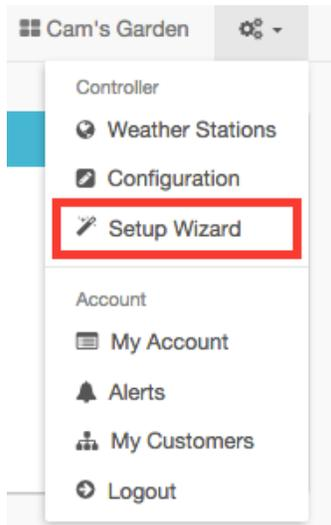 Cam's Garden
Controller
Weather Stations
Configuration
Setup Wizard
Account
My Account
Alerts
My Customers
Logout